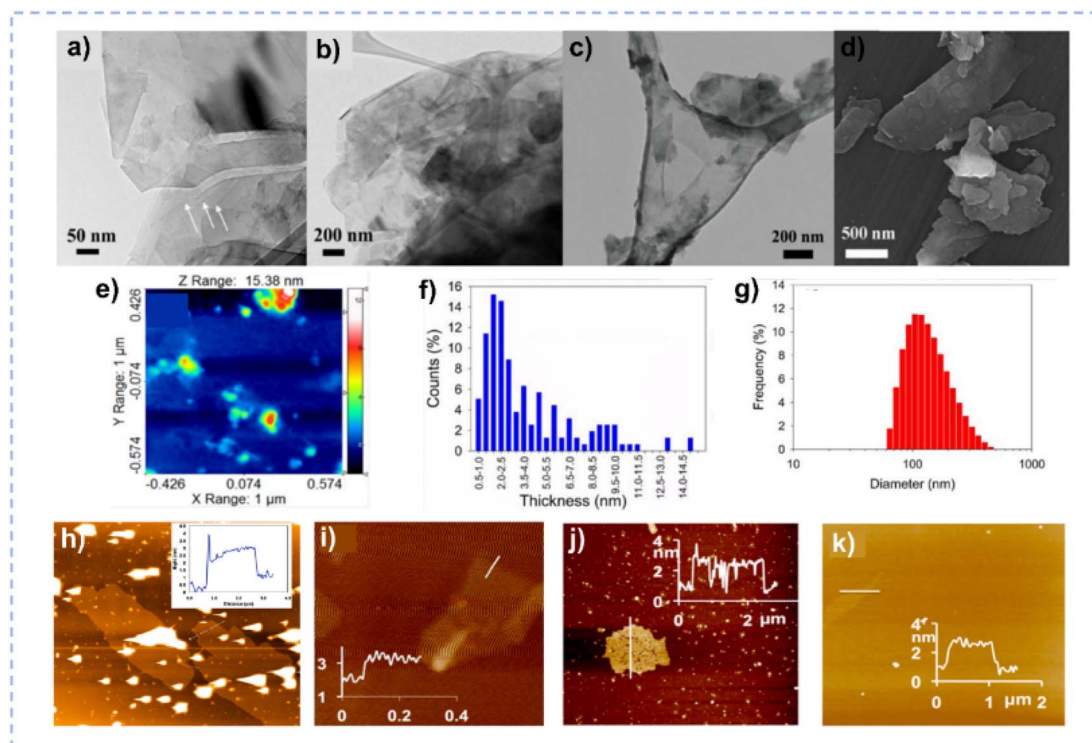 a)
50 nm
b)
200 nm
c)
200 nm
d)
500 nm
e)
Z Range: 15.38 nm
0.426
-0.074
-0.574
Y Range: 1 µm
-0.426 0.074 0.574
X Range: 1 µm
f)
16
14
12
10
8
6
4
2
0
Counts (%)
0.5-1.0
2.0-2.5
3.5-4.0
5.0-5.5
6.5-7.0
8.0-8.5
9.5-10.0
11.0-11.5
12.5-13.0
14.0-14.5
Thickness (nm)
g)
14
12
10
8
6
4
2
0
Frequency (%)
10 100 1000
Diameter (nm)
h)
Distance (µm)
i)
3
1
0 0.2 0.4
j)
4
nm
2
0
0 2 µm
k)
4
nm
2
0
0 1 µm 2